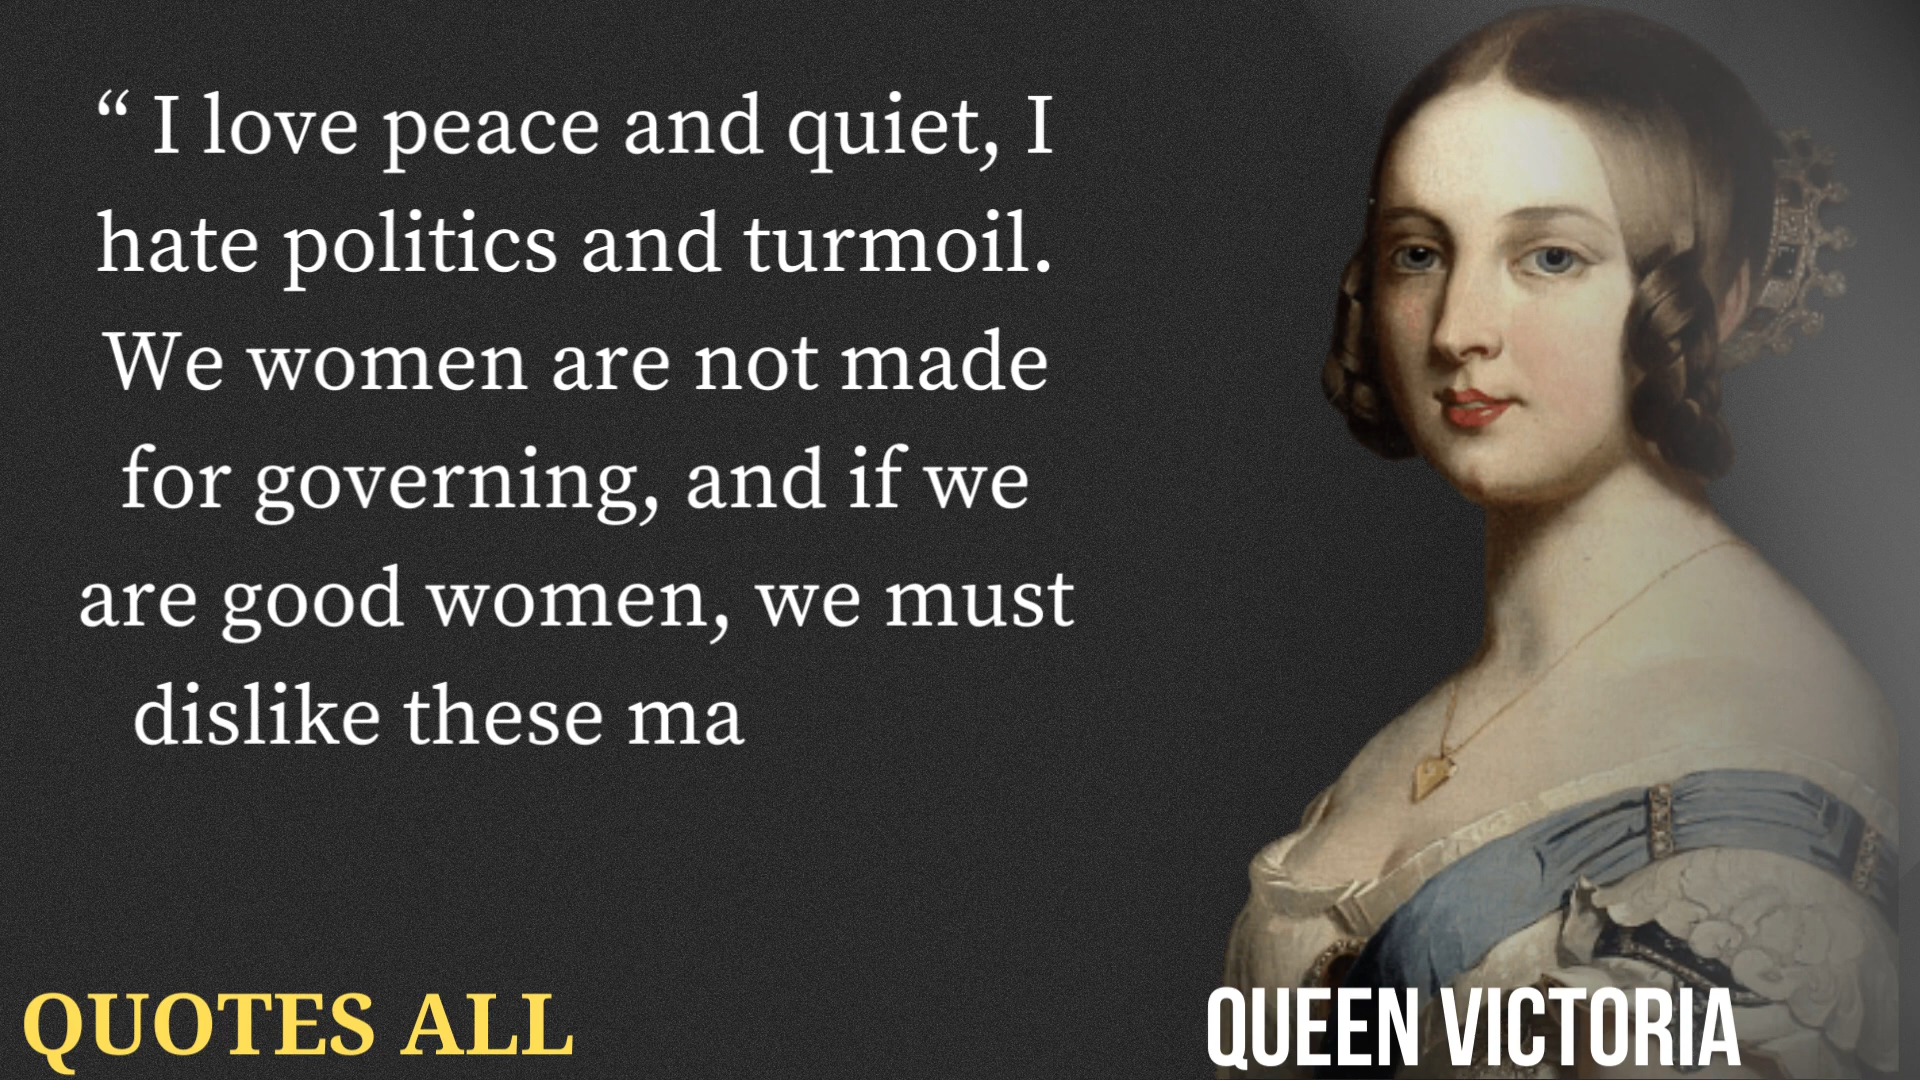 “ I love peace and quiet, I
hate politics and turmoil.
We women are not made
for governing, and if we
are good women, we must
dislike these ma
QUOTES ALL
QUEEN VICTORIA